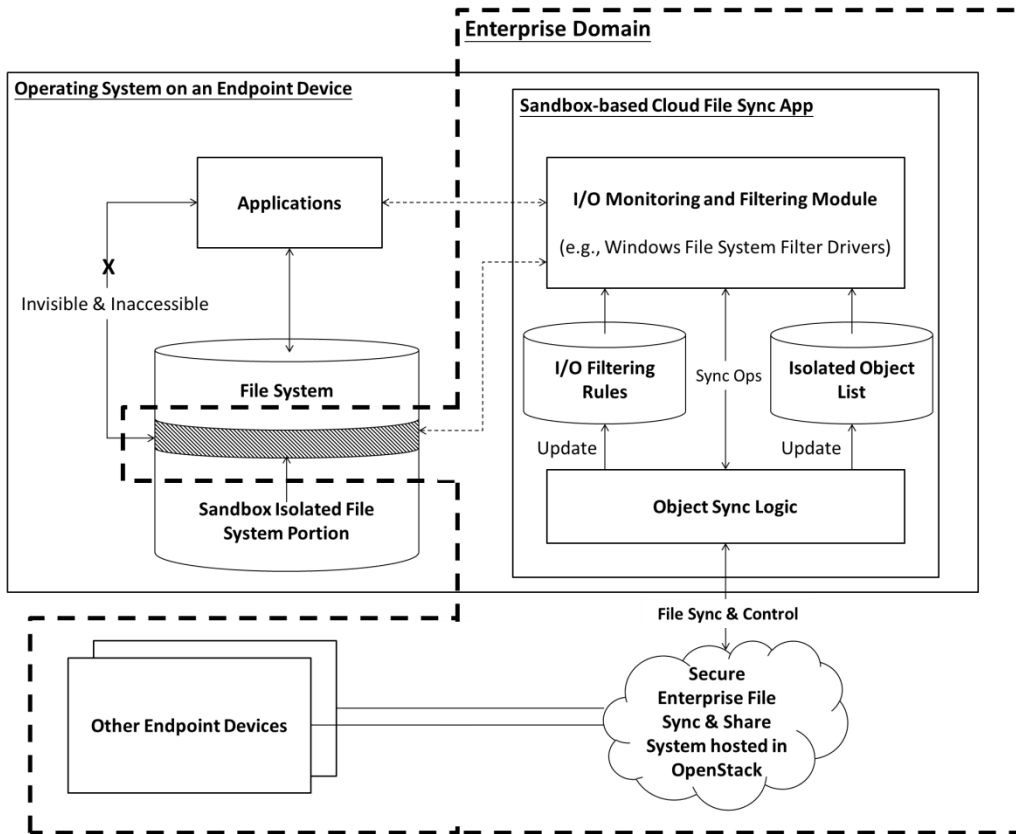 Enterprise Domain
Operating System on an Endpoint Device
Sandbox-based Cloud File Sync App
Applications
I/O Monitoring and Filtering Module
(e.g., Windows File System Filter Drivers)
X
Invisible & Inaccessible
File System
I/O Filtering
Rules
Sync Ops
Isolated Object
List
Update
Update
Sandbox Isolated File
System Portion
Object Sync Logic
File Sync & Control
Other Endpoint Devices
Secure
Enterprise File
Sync & Share
System hosted in
OpenStack